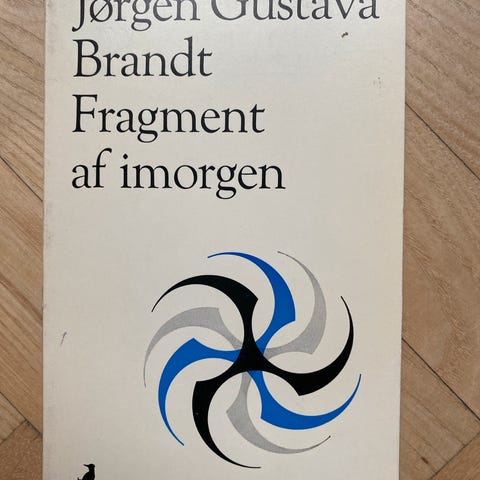 Jørgen Gustava
Brandt
Fragment
af imorgen